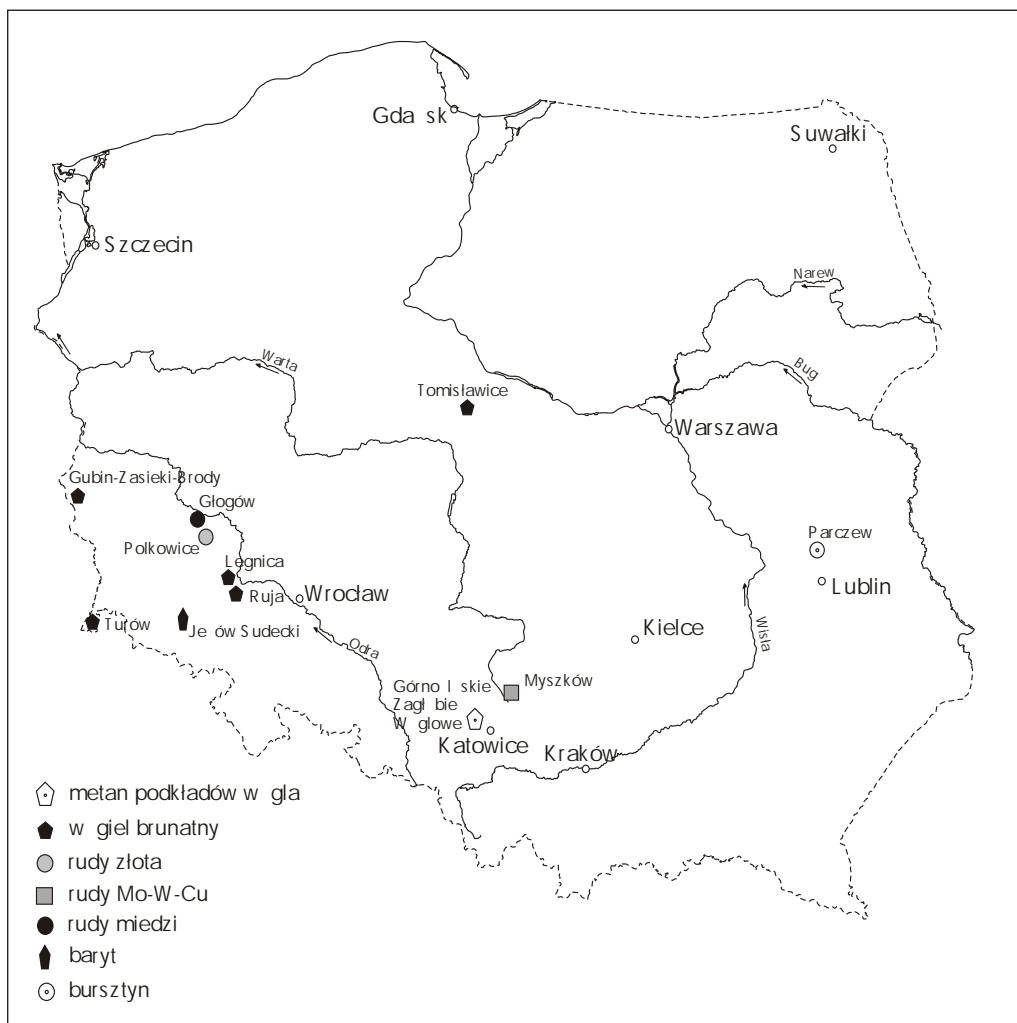 Gda sk
Suwałki
Szczecin
Narew
Warta
Bug
Tomisławice
Warszawa
Gubin-Zasieki-Brody
Głogów
Polkowice
Parczew
Legnica
Lublin
Ruja
Wrocław
Turów
Je ów Sudecki
Kielce
Wisła
Odra
Górno l skie
Zagł bie
W glowe
Myszków
Katowice
Kraków
metan podkładów w gla
w giel brunatny
rudy złota
rudy Mo-W-Cu
rudy miedzi
baryt
bursztyn